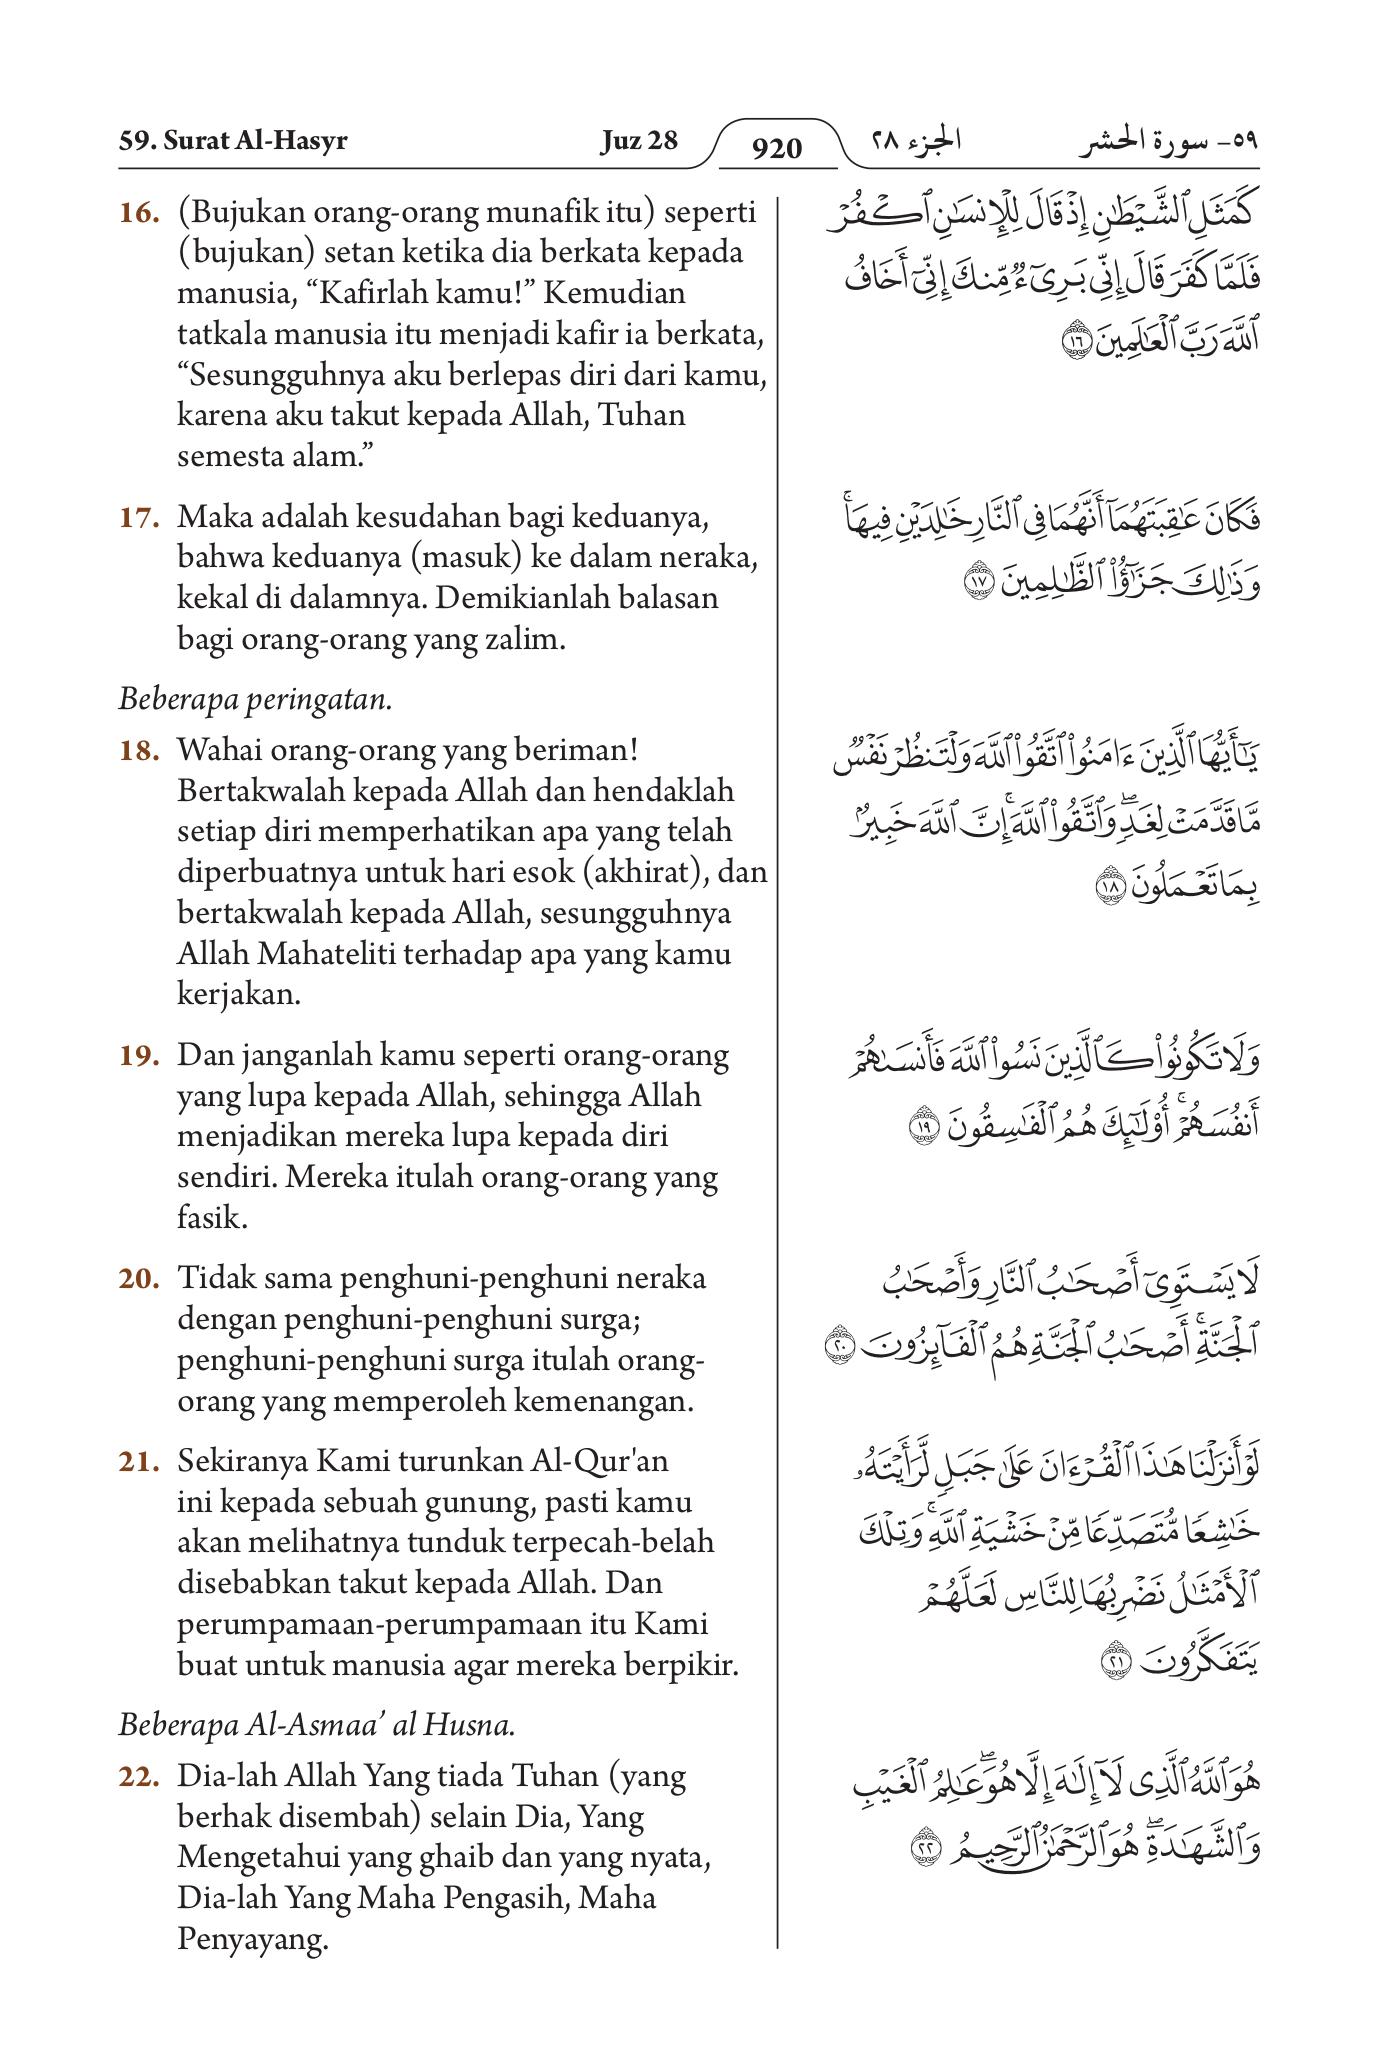 59. Surat Al-Hasyr
Juz 28
920
الجزء ٢٨
٥٩- سورة الحشر
16. (Bujukan orang-orang munafik itu) seperti
(bujukan) setan ketika dia berkata kepada
manusia, “Kafirlah kamu!” Kemudian
tatkala manusia itu menjadi kafir ia berkata,
“Sesungguhnya aku berlepas diri dari kamu,
karena aku takut kepada Allah, Tuhan
semesta alam.”
17. Maka adalah kesudahan bagi keduanya,
bahwa keduanya (masuk) ke dalam neraka,
kekal di dalamnya. Demikianlah balasan
bagi orang-orang yang zalim.
Beberapa peringatan.
18. Wahai orang-orang yang beriman!
Bertakwalah kepada Allah dan hendaklah
setiap diri memperhatikan apa yang telah
diperbuatnya untuk hari esok (akhirat), dan
bertakwalah kepada Allah, sesungguhnya
Allah Mahateliti terhadap apa yang kamu
kerjakan.
19. Dan janganlah kamu seperti orang-orang
yang lupa kepada Allah, sehingga Allah
menjadikan mereka lupa kepada diri
sendiri. Mereka itulah orang-orang yang
fasik.
20. Tidak sama penghuni-penghuni neraka
dengan penghuni-penghuni surga;
penghuni-penghuni surga itulah orang-
orang yang memperoleh kemenangan.
21. Sekiranya Kami turunkan Al-Qur'an
ini kepada sebuah gunung, pasti kamu
akan melihatnya tunduk terpecah-belah
disebabkan takut kepada Allah. Dan
perumpamaan-perumpamaan itu Kami
buat untuk manusia agar mereka berpikir.
Beberapa Al-Asmaa’ al Husna.
22. Dia-lah Allah Yang tiada Tuhan (yang
berhak disembah) selain Dia, Yang
Mengetahui yang ghaib dan yang nyata,
Dia-lah Yang Maha Pengasih, Maha
Penyayang.
كَمَثَلِ ٱلشَّيْطَٰنِ إِذْ قَالَ لِلْإِنسَٰنِ ٱكْفُرْ
فَلَمَّا كَفَرَ قَالَ إِنِّى بَرِىٓءٌ مِّنكَ إِنِّىٓ أَخَافُ
ٱللَّهَ رَبَّ ٱلْعَٰلَمِينَ ١٦
فَكَانَ عَٰقِبَتَهُمَآ أَنَّهُمَا فِى ٱلنَّارِ خَٰلِدَيْنِ فِيهَا ۚ
وَذَٰلِكَ جَزَٰٓؤُا۟ ٱلظَّٰلِمِينَ ١٧
يَٰٓأَيُّهَا ٱلَّذِينَ ءَامَنُوا۟ ٱتَّقُوا۟ ٱللَّهَ وَلْتَنظُرْ نَفْسٌ
مَّا قَدَّمَتْ لِغَدٍ ۖ وَٱتَّقُوا۟ ٱللَّهَ ۚ إِنَّ ٱللَّهَ خَبِيرٌۢ
بِمَا تَعْمَلُونَ ١٨
وَلَا تَكُونُوا۟ كَٱلَّذِينَ نَسُوا۟ ٱللَّهَ فَأَنسَىٰهُمْ
أَنفُسَهُمْ ۚ أُو۟لَٰٓئِكَ هُمُ ٱلْفَٰسِقُونَ ١٩
لَا يَسْتَوِىٓ أَصْحَٰبُ ٱلنَّارِ وَأَصْحَٰبُ
ٱلْجَنَّةِ ۚ أَصْحَٰبُ ٱلْجَنَّةِ هُمُ ٱلْفَآئِزُونَ ٢٠
لَوْ أَنزَلْنَا هَٰذَا ٱلْقُرْءَانَ عَلَىٰ جَبَلٍ لَّرَأَيْتَهُۥ
خَٰشِعًا مُّتَصَدِّعًا مِّنْ خَشْيَةِ ٱللَّهِ ۚ وَتِلْكَ
ٱلْأَمْثَٰلُ نَضْرِبُهَا لِلنَّاسِ لَعَلَّهُمْ
يَتَفَكَّرُونَ ٢١
هُوَ ٱللَّهُ ٱلَّذِى لَآ إِلَٰهَ إِلَّا هُوَ ۖ عَٰلِمُ ٱلْغَيْبِ
وَٱلشَّهَٰدَةِ ۖ هُوَ ٱلرَّحْمَٰنُ ٱلرَّحِيمُ ٢٢